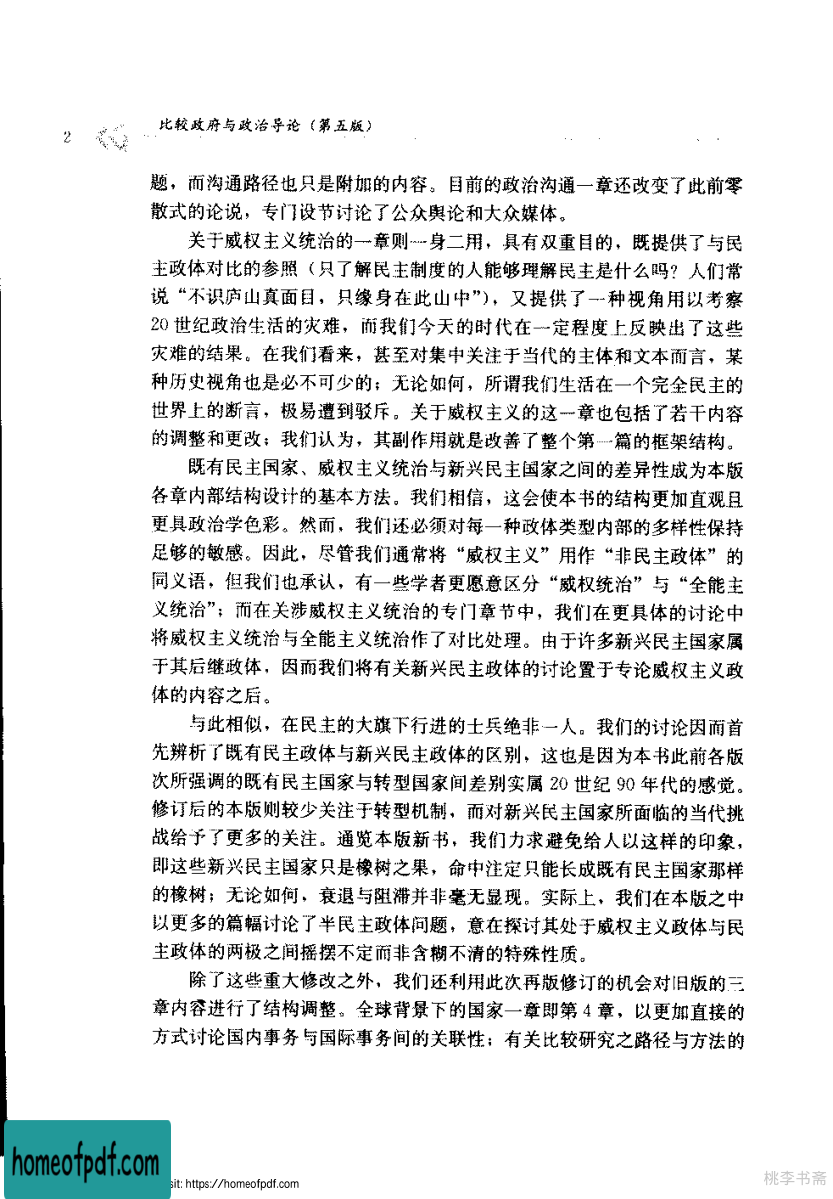 2
比较政府与政治导论（第五版）
题，而沟通路径也只是附加的内容。目前的政治沟通一章还改变了此前零
散式的论说，专门设节讨论了公众舆论和大众媒体。
关于威权主义统治的一章则一身二用，具有双重目的，既提供了与民
主政体对比的参照（只了解民主制度的人能够理解民主是什么吗？人们常
说“不识庐山真面目，只缘身在此山中”），又提供了一种视角用以考察
20 世纪政治生活的灾难，而我们今天的时代在一定程度上反映出了这些
灾难的结果。在我们看来，甚至对集中关注于当代的主体和文本而言，某
种历史视角也是必不可少的；无论如何，所谓我们生活在一个完全民主的
世界上的断言，极易遭到驳斥。关于威权主义的这一章也包括了若干内容
的调整和更改；我们认为，其副作用就是改善了整个第一篇的框架结构。
既有民主国家、威权主义统治与新兴民主国家之间的差异性成为本版
各章内部结构设计的基本方法。我们相信，这会使本书的结构更加直观且
更具政治学色彩。然而，我们还必须对每一种政体类型内部的多样性保持
足够的敏感。因此，尽管我们通常将“威权主义”用作“非民主政体”的
同义语，但我们也承认，有一些学者更愿意区分“威权统治”与“全能主
义统治”；而在关涉威权主义统治的专门章节中，我们在更具体的讨论中
将威权主义统治与全能主义统治作了对比处理。由于许多新兴民主国家属
于其后继政体，因而我们将有关新兴民主政体的讨论置于专论威权主义政
体的内容之后。
与此相似，在民主的大旗下行进的士兵绝非一人。我们的讨论因而首
先辨析了既有民主政体与新兴民主政体的区别，这也是因为本书此前各版
次所强调的既有民主国家与转型国家间差别实属 20 世纪 90 年代的感觉。
修订后的本版则较少关注于转型机制，而对新兴民主国家所面临的当代挑
战给予了更多的关注。通览本版新书，我们力求避免给人以这样的印象，
即这些新兴民主国家只是橡树之果，命中注定只能长成既有民主国家那样
的橡树；无论如何，衰退与阻滞并非毫无显现。实际上，我们在本版之中
以更多的篇幅讨论了半民主政体问题，意在探讨其处于威权主义政体与民
主政体的两极之间摇摆不定而非含糊不清的特殊性质。
除了这些重大修改之外，我们还利用此次再版修订的机会对旧版的三
章内容进行了结构调整。全球背景下的国家一章即第 4 章，以更加直接的
方式讨论国内事务与国际事务间的关联性；有关比较研究之路径与方法的
homeofpdf.com
sit: https://homeofpdf.com
桃李书斋